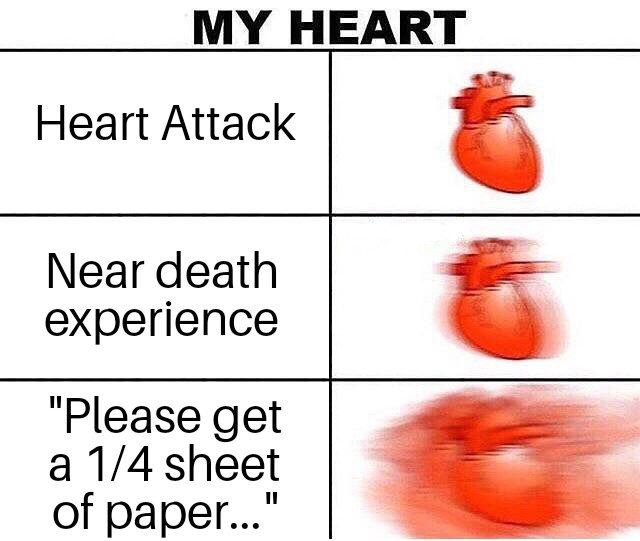 MY HEART
Heart Attack
Near death
experience
"Please get
a 1/4 sheet
of paper..."